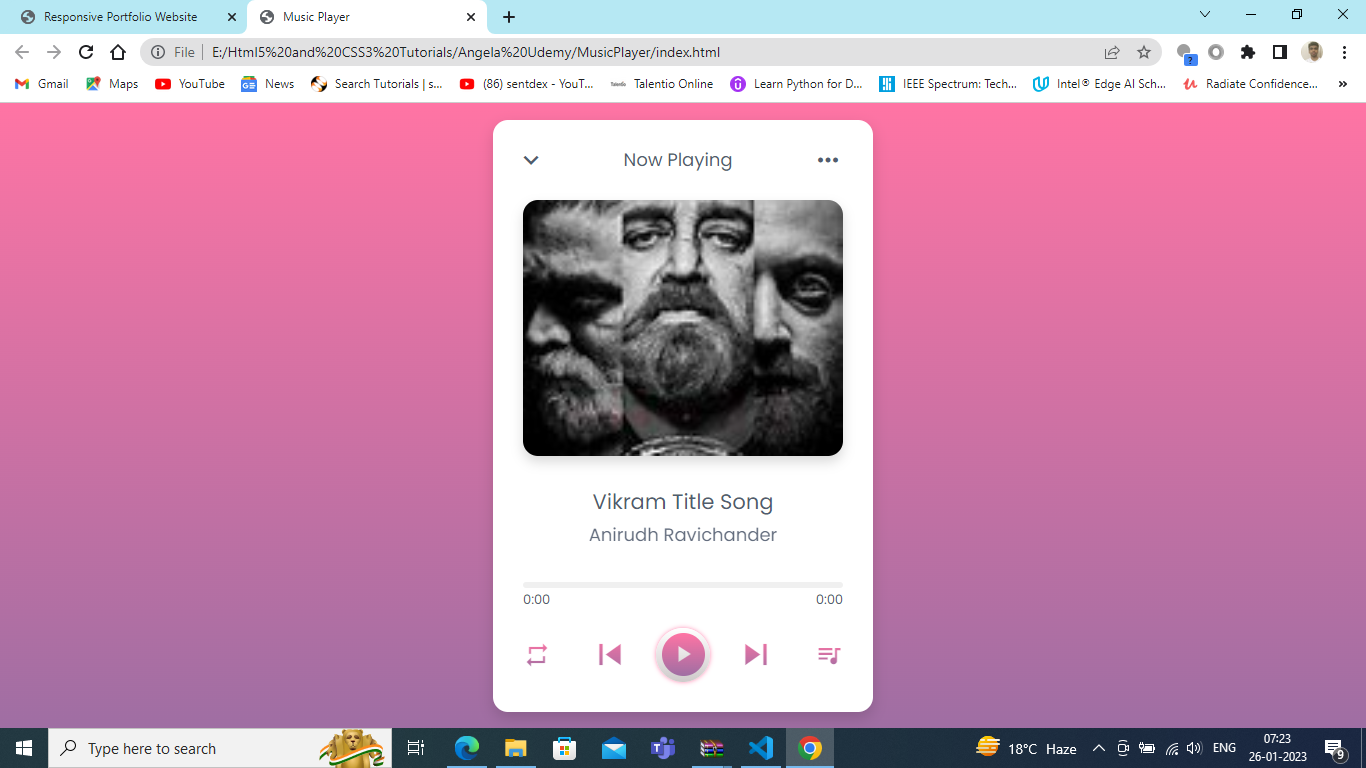 Responsive Portfolio Website
Music Player
File
E:/Html5%20and%20CSS3%20Tutorials/Angela%20Udemy/MusicPlayer/index.html
?
Gmail
Maps
YouTube
News
Search Tutorials | s...
(86) sentdex - YouT...
Talentio
Talentio Online
Learn Python for D...
IEEE Spectrum: Tech...
Intel® Edge AI Sch...
Radiate Confidence...
»
Now Playing
Vikram Title Song
Anirudh Ravichander
0:00
0:00
Type here to search
18°C Haze
ENG
07:23
26-01-2023
9